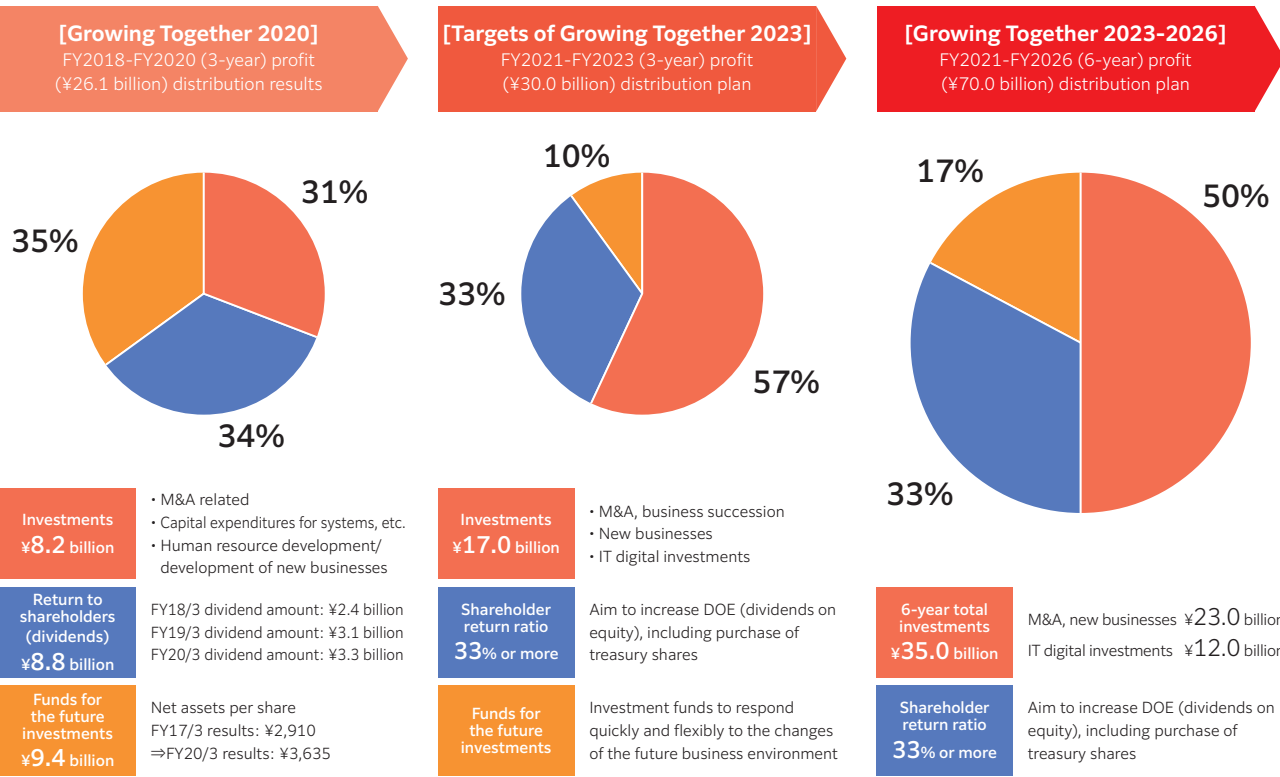 [Growing Together 2020]
FY2018-FY2020 (3-year) profit
(¥26.1 billion) distribution results
31%
35%
34%
Investments
¥8.2 billion
・M&A related
・Capital expenditures for systems, etc.
・Human resource development/
development of new businesses
Return to
shareholders
(dividends)
¥8.8 billion
FY18/3 dividend amount: ¥2.4 billion
FY19/3 dividend amount: ¥3.1 billion
FY20/3 dividend amount: ¥3.3 billion
Funds for
the future
investments
¥9.4 billion
Net assets per share
FY17/3 results: ¥2,910
⇒FY20/3 results: ¥3,635
[Targets of Growing Together 2023]
FY2021-FY2023 (3-year) profit
(¥30.0 billion) distribution plan
10%
33%
57%
Investments
¥17.0 billion
・M&A, business succession
・New businesses
・IT digital investments
Shareholder
return ratio
33% or more
Aim to increase DOE (dividends on
equity), including purchase of
treasury shares
Funds for
the future
investments
Investment funds to respond
quickly and flexibly to the changes
of the future business environment
[Growing Together 2023-2026]
FY2021-FY2026 (6-year) profit
(¥70.0 billion) distribution plan
17%
50%
33%
6-year total
investments
¥35.0 billion
M&A, new businesses ¥23.0 billion
IT digital investments ¥12.0 billion
Shareholder
return ratio
33% or more
Aim to increase DOE (dividends on
equity), including purchase of
treasury shares